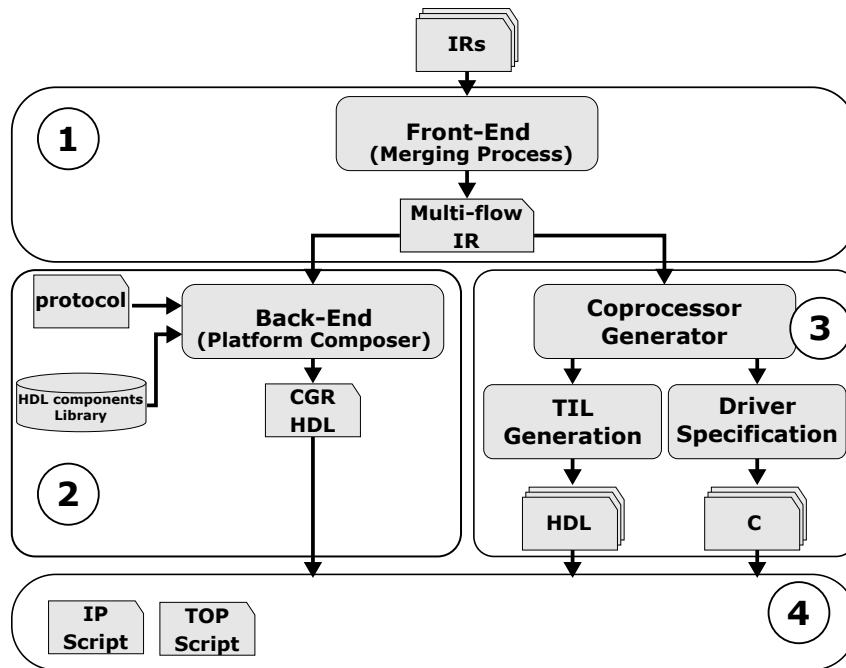 IRs
1
Front-End
(Merging Process)
Multi-flow
IR
protocol
Back-End
(Platform Composer)
HDL components
Library
CGR
HDL
2
Coprocessor
Generator
3
TIL
Generation
Driver
Specification
HDL
C
IP
Script
TOP
Script
4